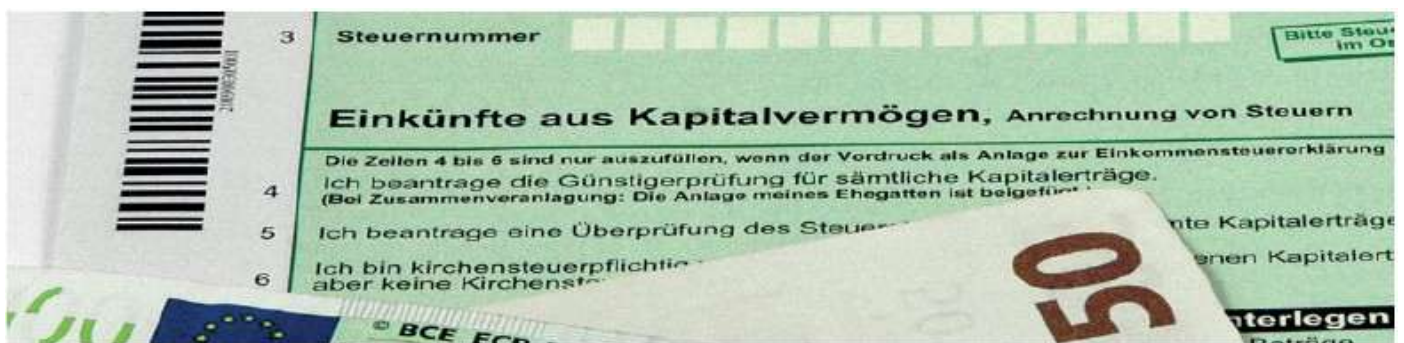 3 Steuernummer
Bitte Steu
im Or
Einkünfte aus Kapitalvermögen, Anrechnung von Steuern
Die Zeilen 4 bis 6 sind nur auszufüllen, wenn der Vordruck als Anlage zur Einkommensteuererklärung
4 Ich beantrage die Günstigerprüfung für sämtliche Kapitalerträge.
(Bei Zusammenveranlagung: Die Anlage meines Ehegatten ist beigefügt.)
5 Ich beantrage eine Überprüfung des Steuer nte Kapitalerträge
6 Ich bin kirchensteuerpflichtig enen Kapitalert
aber keine Kirchenste
50
nterlegen
© BCE ECB
Beträge